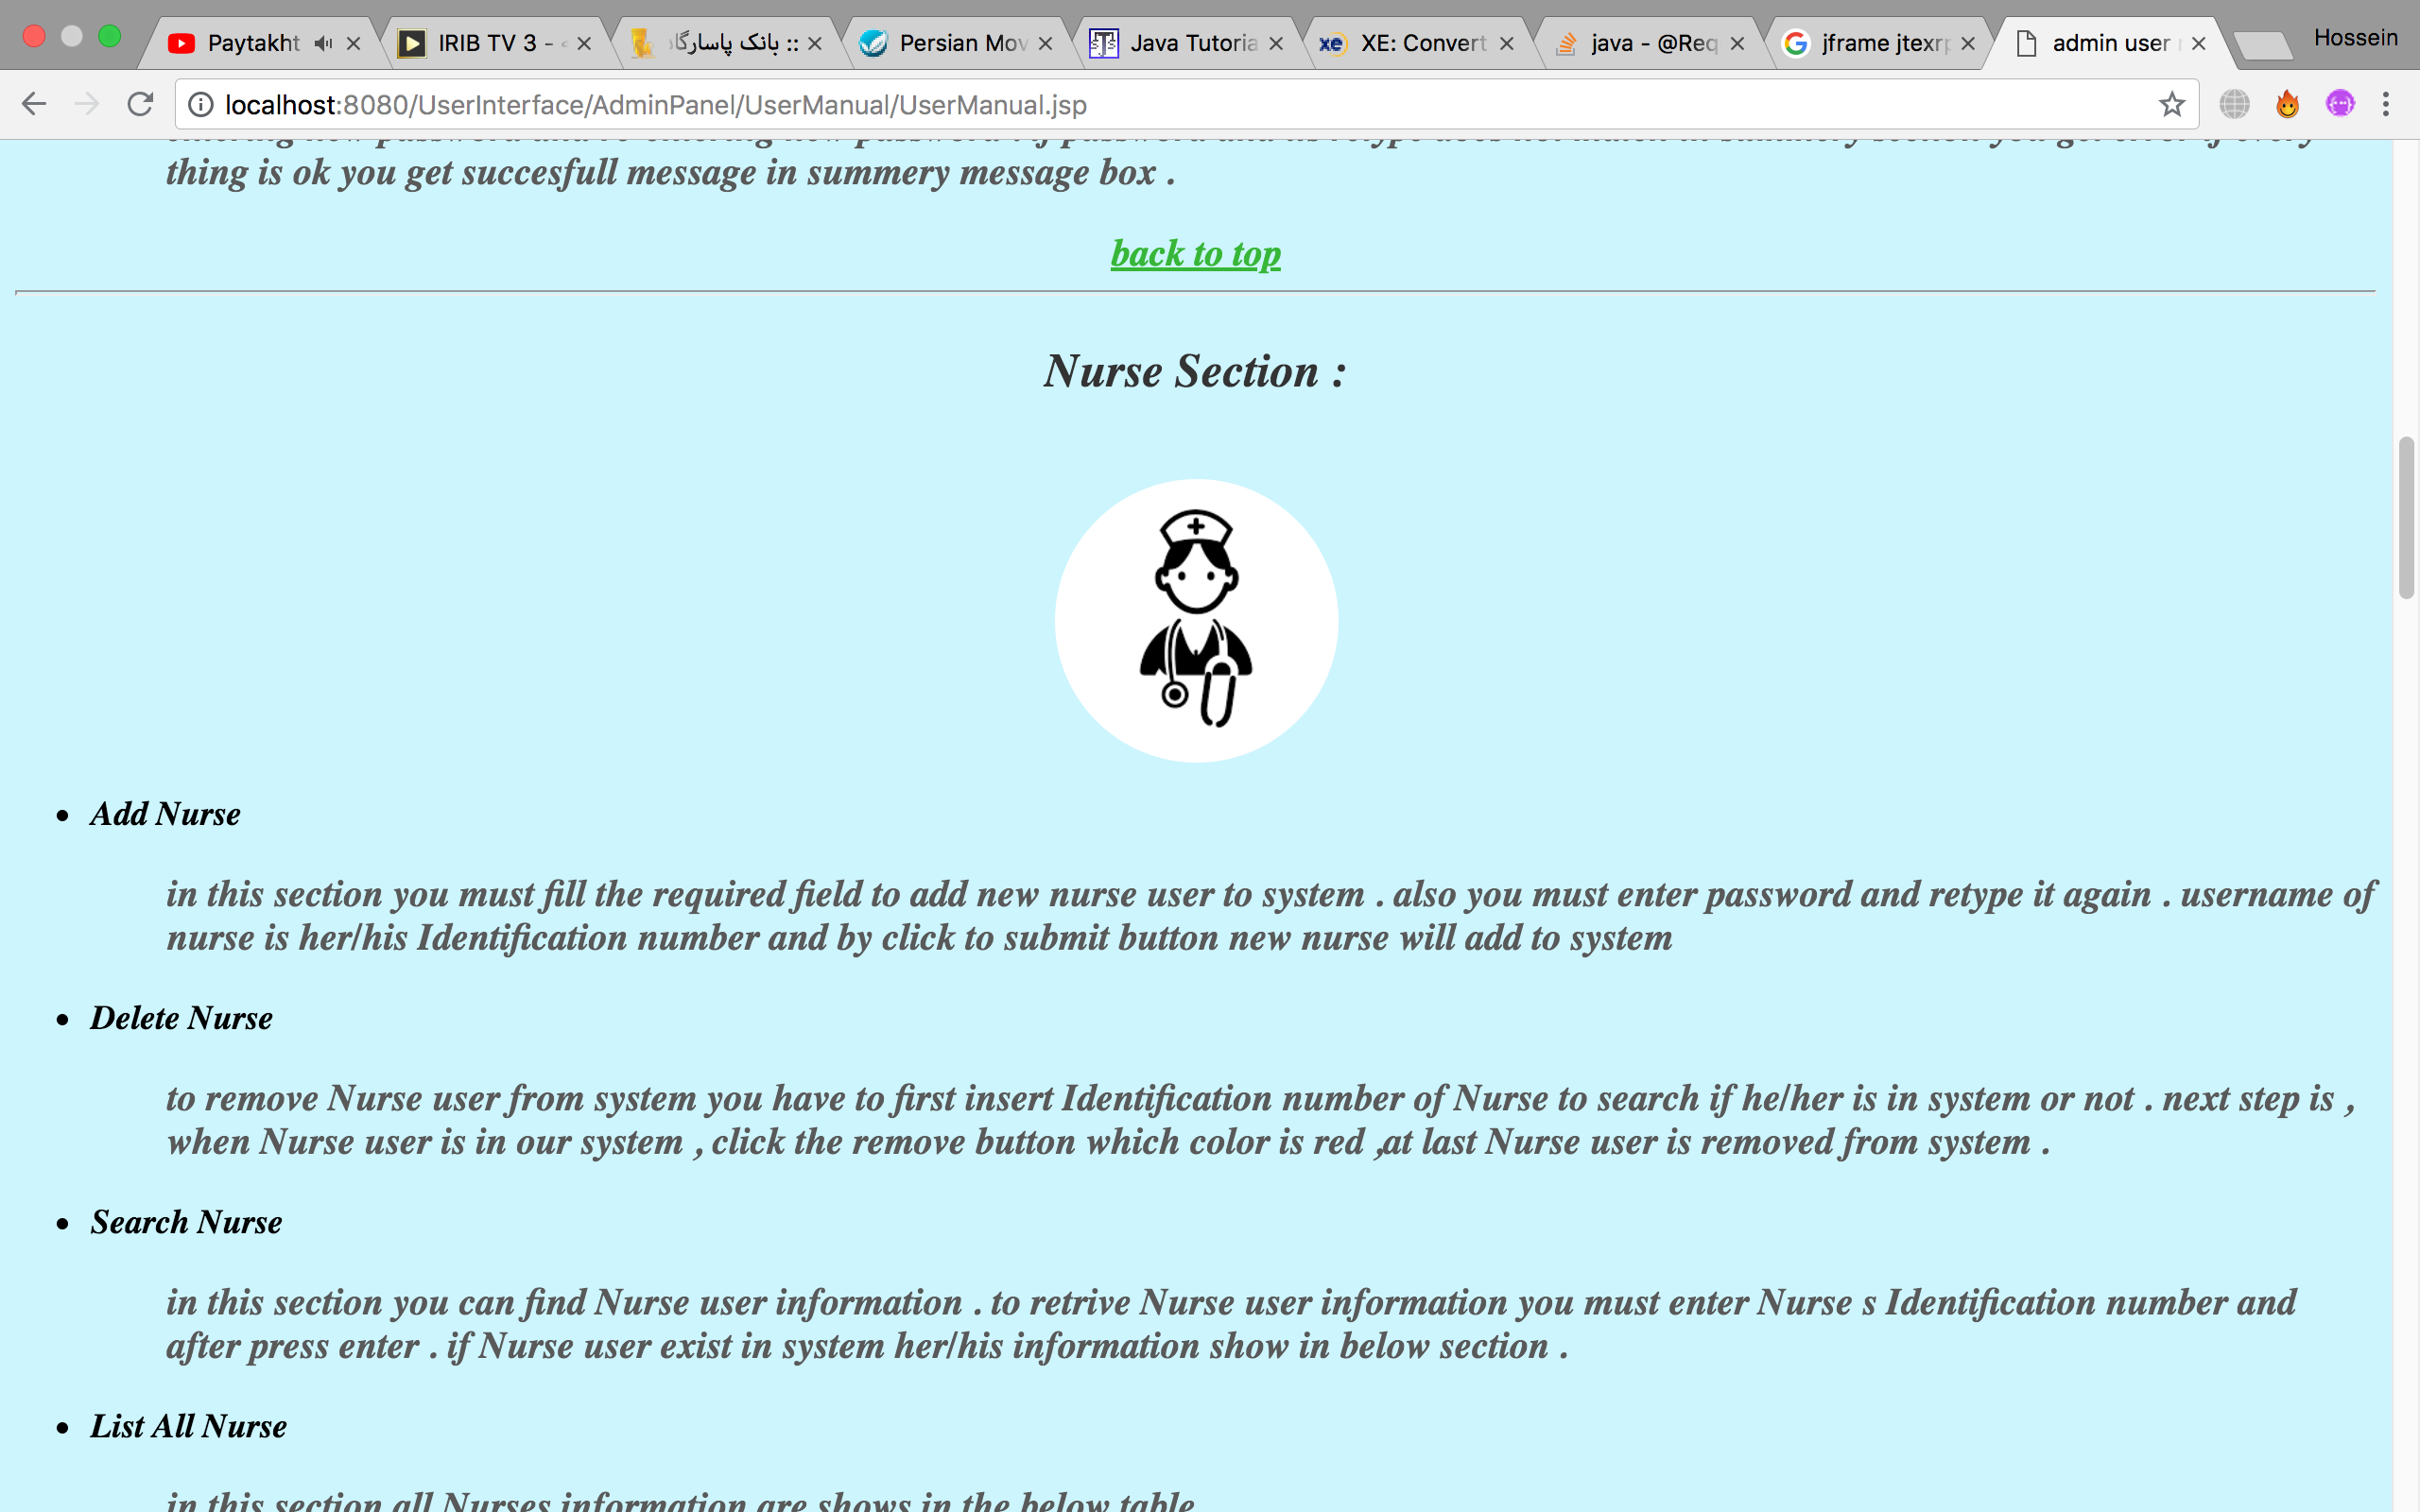 Paytakht
IRIB TV 3 -
بانک پاسارگاد ::
Persian Mov
Java Tutoria
XE: Convert
java - @Req
jframe jtexrp
admin user
Hossein
localhost:8080/UserInterface/AdminPanel/UserManual/UserManual.jsp
thing is ok you get succesfull message in summery message box .
back to top
Nurse Section :
Add Nurse
in this section you must fill the required field to add new nurse user to system . also you must enter password and retype it again . username of
nurse is her/his Identification number and by click to submit button new nurse will add to system
Delete Nurse
to remove Nurse user from system you have to first insert Identification number of Nurse to search if he/her is in system or not . next step is ,
when Nurse user is in our system , click the remove button which color is red ,at last Nurse user is removed from system .
Search Nurse
in this section you can find Nurse user information . to retrive Nurse user information you must enter Nurse s Identification number and
after press enter . if Nurse user exist in system her/his information show in below section .
List All Nurse
in this section all Nurses information are shows in the below table